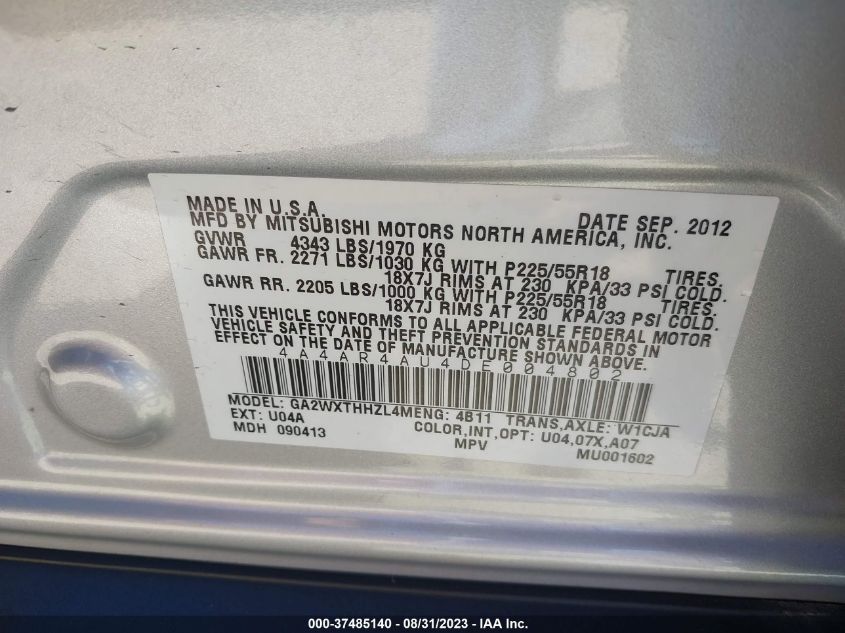 MADE IN U.S.A. DATE SEP. 2012
MFD BY MITSUBISHI MOTORS NORTH AMERICA, INC.
GVWR 4343 LBS/1970 KG
GAWR FR. 2271 LBS/1030 KG WITH P225/55R18 TIRES,
18X7J RIMS AT 230 KPA/33 PSI COLD.
GAWR RR. 2205 LBS/1000 KG WITH P225/55R18 TIRES,
18X7J RIMS AT 230 KPA/33 PSI COLD.
THIS VEHICLE CONFORMS TO ALL APPLICABLE FEDERAL MOTOR
VEHICLE SAFETY AND THEFT PREVENTION STANDARDS IN
EFFECT ON THE DATE OF MANUFACTURE SHOWN ABOVE.
4A4AR4AU4DE004802
MODEL: GA2WXTHHZL4MENG: 4B11 TRANS,AXLE: W1CJA
EXT: U04A COLOR,INT,OPT: U04,07X,A07
MDH 090413 MPV MU001602
000-37485140 - 08/31/2023 - IAA Inc.